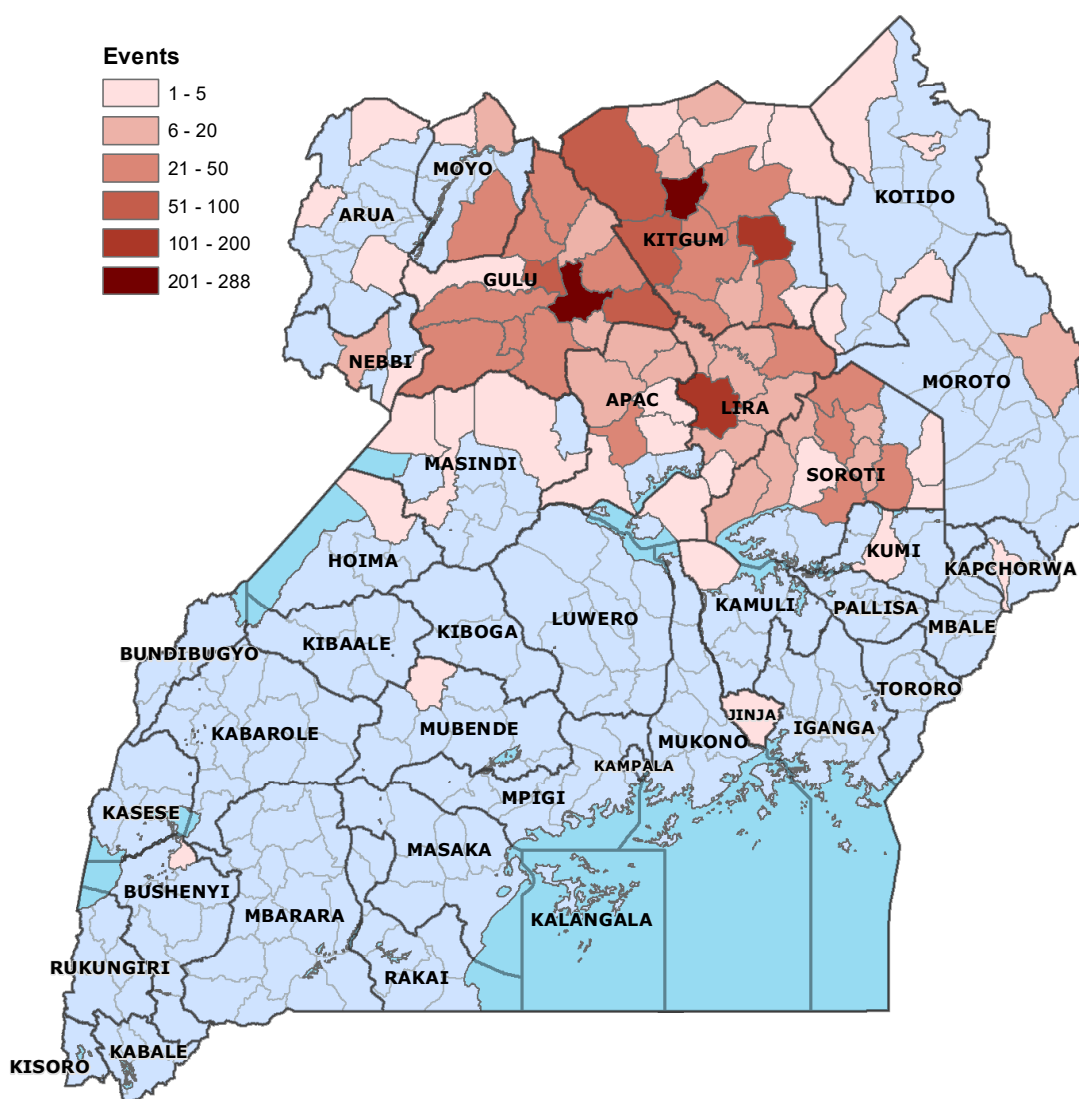 Events
1 - 5
6 - 20
21 - 50
51 - 100
101 - 200
201 - 288
MOYO
KOTIDO
ARUA
KITGUM
GULU
NEBBI
MOROTO
APAC
LIRA
MASINDI
SOROTI
HOIMA
KUMI
KAPCHORWA
KAMULI
PALLISA
LUWERO
MBALE
KIBOGA
KIBAALE
BUNDIBUGYO
TORORO
JINJA
MUBENDE
IGANGA
KABAROLE
MUKONO
KAMPALA
MPIGI
KASESE
MASAKA
BUSHENYI
MBARARA
KALANGALA
RUKUNGIRI
RAKAI
KABALE
KISORO